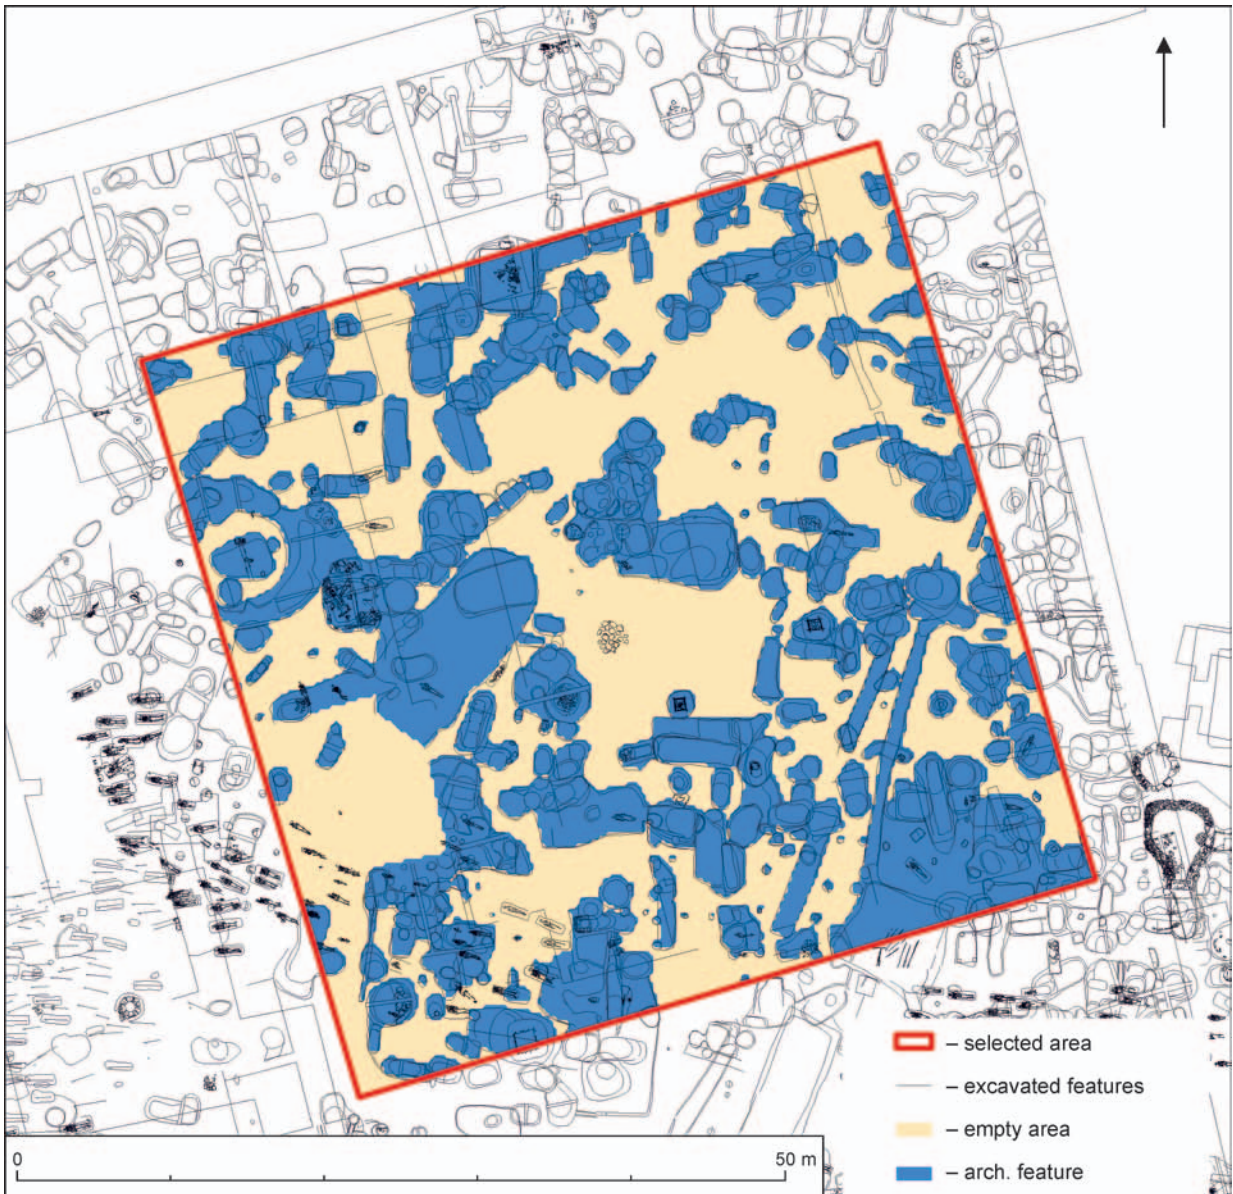 – selected area
– excavated features
– empty area
– arch. feature
0 50 m